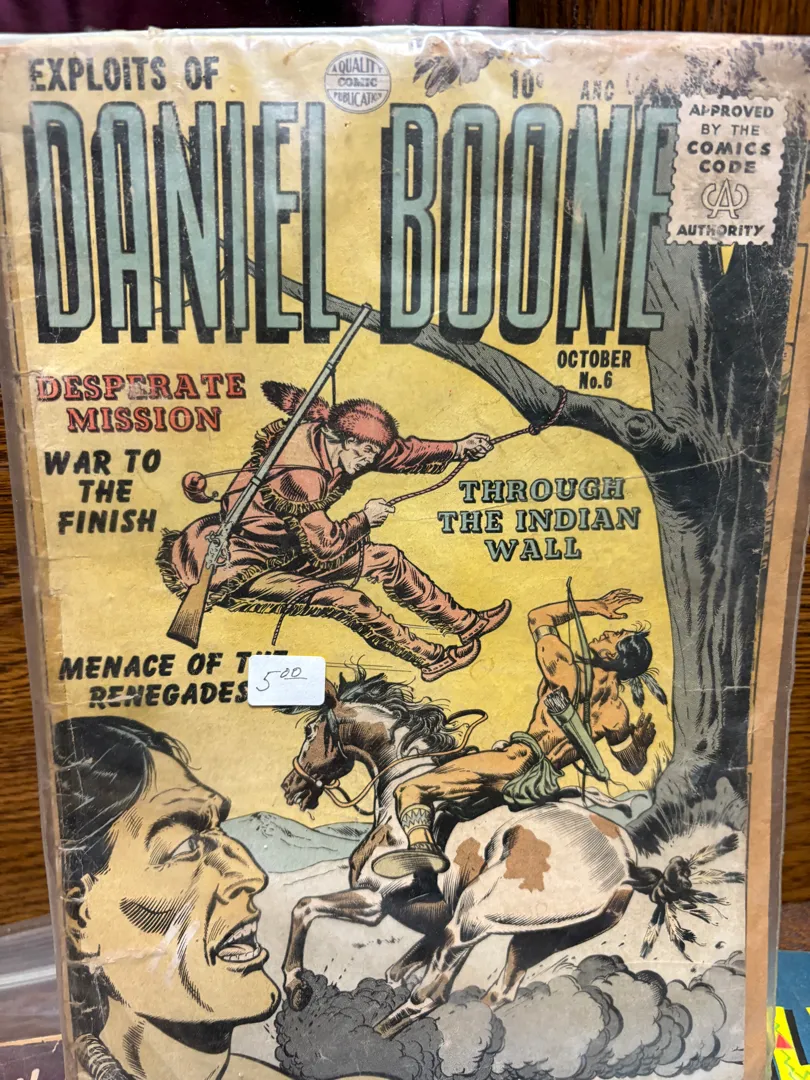 EXPLOITS OF
A QUALITY
COMIC
PUBLICATION
10¢
AND
DANIEL BOONE
APPROVED
BY THE
COMICS
CODE
CA
AUTHORITY
OCTOBER
No.6
DESPERATE
MISSION
WAR TO
THE
FINISH
THROUGH
THE INDIAN
WALL
MENACE OF THE
RENEGADES
5.00